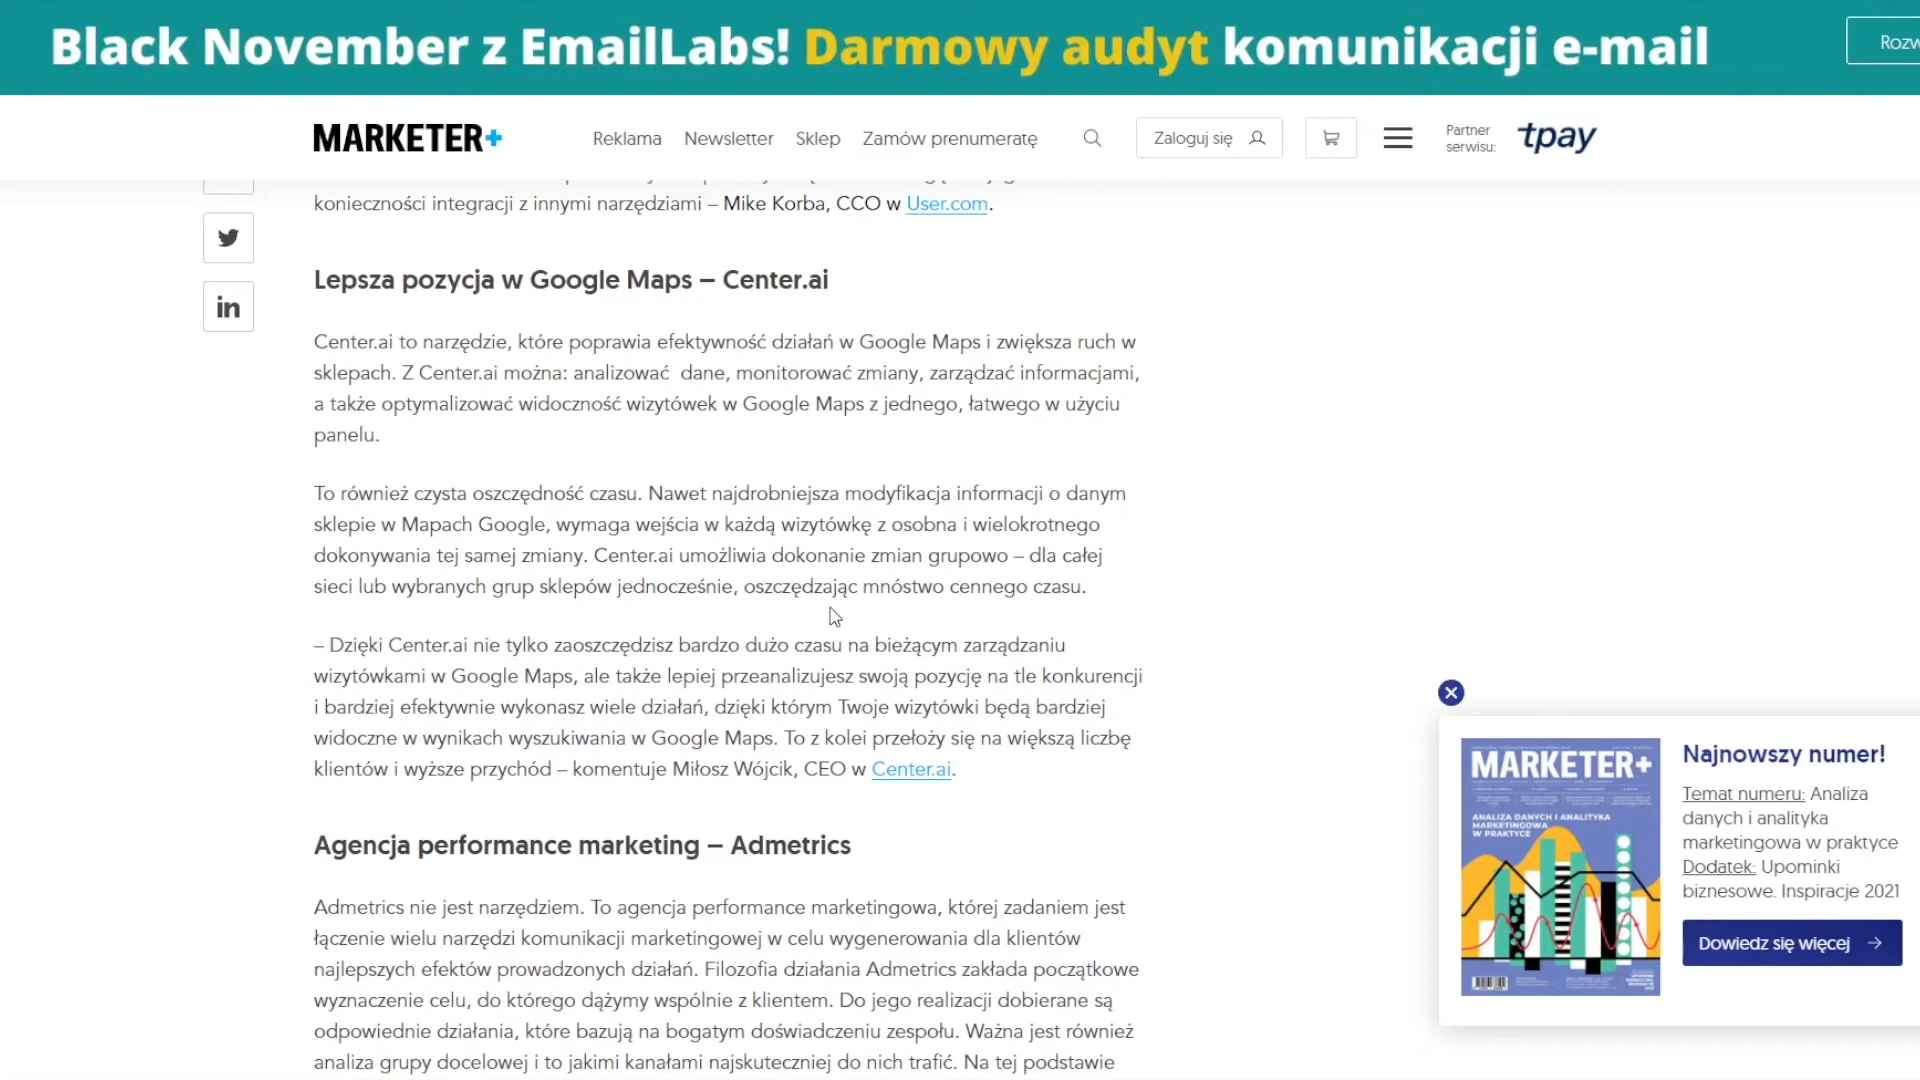 Black November z EmailLabs! Darmowy audyt komunikacji e-mail
MARKETER+
Reklama
Newsletter
Sklep
Zamów prenumeratę
Zaloguj się
Partner
serwisu:
tpay
konieczności integracji z innymi narzędziami – Mike Korba, CCO w User.com.
in
Lepsza pozycja w Google Maps – Center.ai
Center.ai to narzędzie, które poprawia efektywność działań w Google Maps i zwiększa ruch w
sklepach. Z Center.ai można: analizować dane, monitorować zmiany, zarządzać informacjami,
a także optymalizować widoczność wizytówek w Google Maps z jednego, łatwego w użyciu
panelu.
To również czysta oszczędność czasu. Nawet najdrobniejsza modyfikacja informacji o danym
sklepie w Mapach Google, wymaga wejścia w każdą wizytówkę z osobna i wielokrotnego
dokonywania tej samej zmiany. Center.ai umożliwia dokonanie zmian grupowo – dla całej
sieci lub wybranych grup sklepów jednocześnie, oszczędzając mnóstwo cennego czasu.
– Dzięki Center.ai nie tylko zaoszczędzisz bardzo dużo czasu na bieżącym zarządzaniu
wizytówkami w Google Maps, ale także lepiej przeanalizujesz swoją pozycję na tle konkurencji
i bardziej efektywnie wykonasz wiele działań, dzięki którym Twoje wizytówki będą bardziej
widoczne w wynikach wyszukiwania w Google Maps. To z kolei przełoży się na większą liczbę
klientów i wyższe przychód – komentuje Miłosz Wójcik, CEO w Center.ai.
Agencja performance marketing – Admetrics
Admetrics nie jest narzędziem. To agencja performance marketingowa, której zadaniem jest
łączenie wielu narzędzi komunikacji marketingowej w celu wygenerowania dla klientów
najlepszych efektów prowadzonych działań. Filozofia działania Admetrics zakłada początkowe
wyznaczenie celu, do którego dążymy wspólnie z klientem. Do jego realizacji dobierane są
odpowiednie działania, które bazują na bogatym doświadczeniu zespołu. Ważna jest również
analiza grupy docelowej i to jakimi kanałami najskuteczniej do nich trafić. Na tej podstawie
MARKETER+
ANALIZA DANYCH I ANALITYKA
MARKETINGOWA
W PRAKTYCE
Najnowszy numer!
Temat numeru: Analiza
danych i analityka
marketingowa w praktyce
Dodatek: Upominki
biznesowe. Inspiracje 2021
Dowiedz się więcej